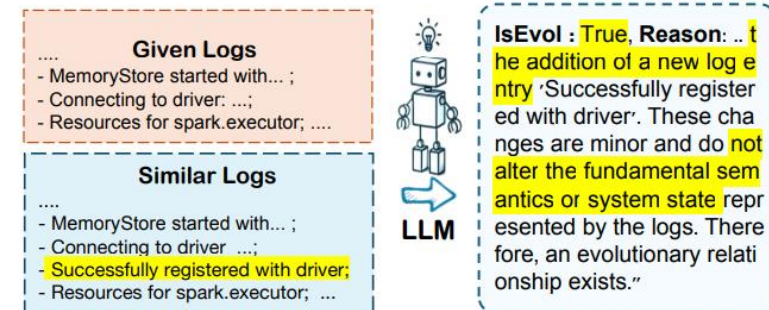 Given Logs
....
- MemoryStore started with... ;
- Connecting to driver: ...;
- Resources for spark.executor; ....
Similar Logs
....
- MemoryStore started with... ;
- Connecting to driver ...;
- Successfully registered with driver;
- Resources for spark.executor; ...
LLM
IsEvol : True, Reason: .. t
he addition of a new log e
ntry 'Successfully register
ed with driver'. These cha
nges are minor and do not
alter the fundamental sem
antics or system state repr
esented by the logs. There
fore, an evolutionary relati
onship exists.”